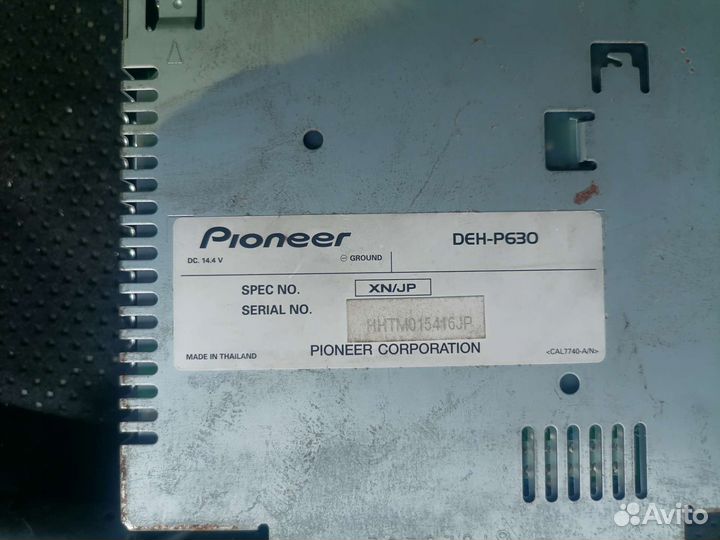 Pioneer DEH-P630
DC. 14.4 V ⊖ GROUND
SPEC NO. XN/JP
SERIAL NO. HHTM015416JP
MADE IN THAILAND PIONEER CORPORATION <CAL7740-A/N>
Avito